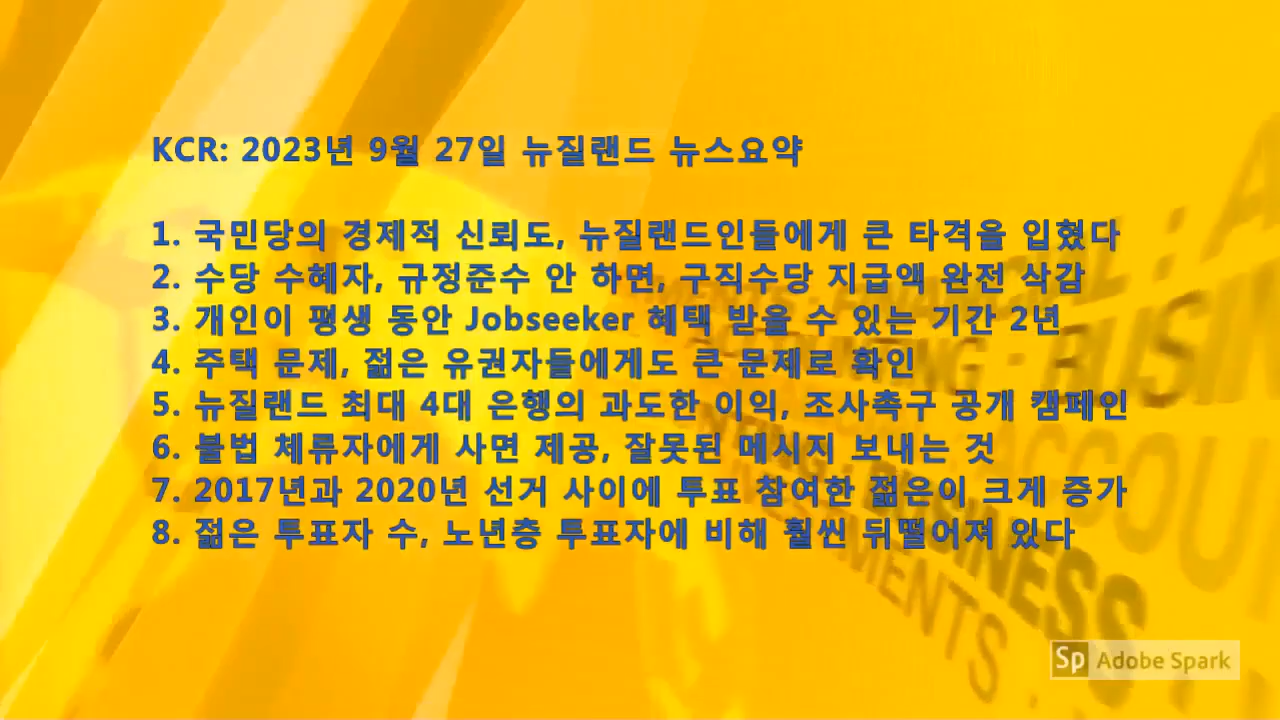 KCR: 2023년 9월 27일 뉴질랜드 뉴스요약
1. 국민당의 경제적 신뢰도, 뉴질랜드인들에게 큰 타격을 입혔다
2. 수당 수혜자, 규정준수 안 하면, 구직수당 지급액 완전 삭감
3. 개인이 평생 동안 Jobseeker 혜택 받을 수 있는 기간 2년
4. 주택 문제, 젊은 유권자들에게도 큰 문제로 확인
5. 뉴질랜드 최대 4대 은행의 과도한 이익, 조사촉구 공개 캠페인
6. 불법 체류자에게 사면 제공, 잘못된 메시지 보내는 것
7. 2017년과 2020년 선거 사이에 투표 참여한 젊은이 크게 증가
8. 젊은 투표자 수, 노년층 투표자에 비해 훨씬 뒤떨어져 있다
BUSINESS
Sp Adobe Spark